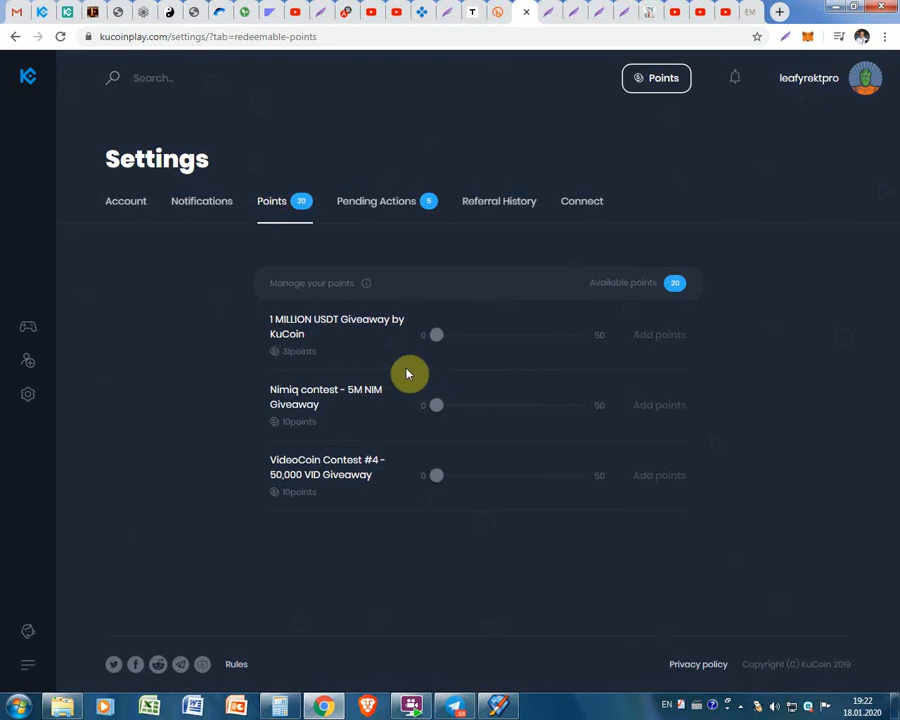 kucoinplay.com/settings/?tab=redeemable-points
Search...
Points
leafyrektpro
Settings
Account
Notifications
Points 20
Pending Actions 5
Referral History
Connect
Manage your points
Available points 20
1 MILLION USDT Giveaway by
KuCoin
31points
0
50
Add points
Nimiq contest - 5M NIM
Giveaway
10points
0
50
Add points
VideoCoin Contest #4 -
50,000 VID Giveaway
10points
0
50
Add points
Rules
Privacy policy
Copyright (C) KuCoin 2019
EN
19:22
18.01.2020